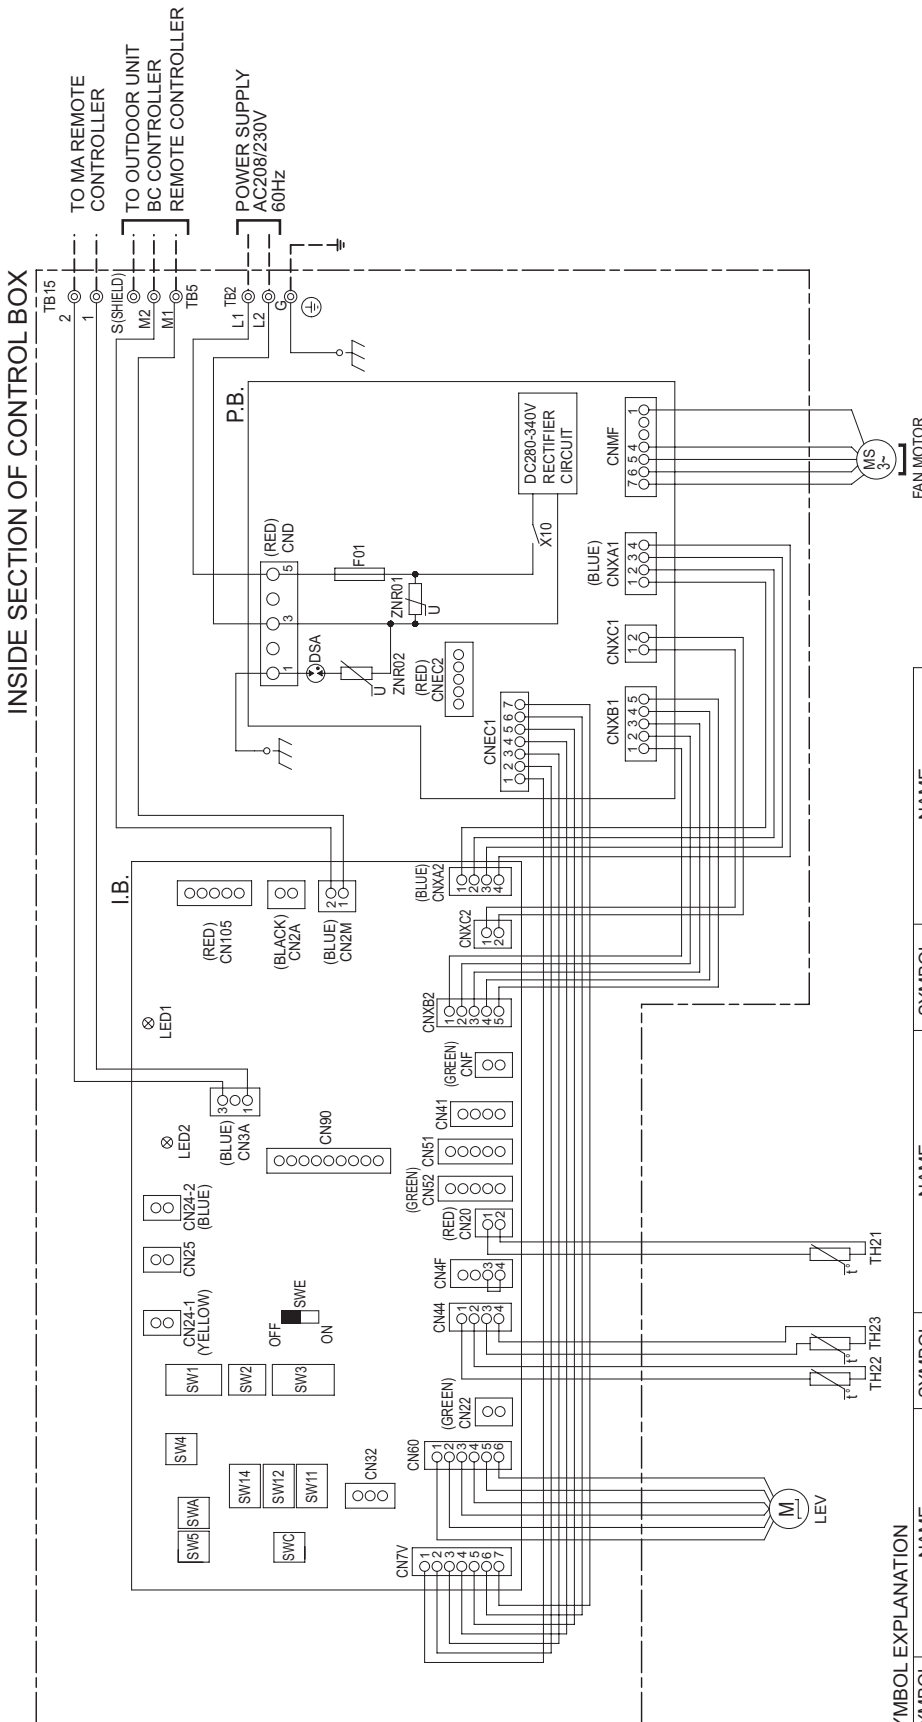 INSIDE SECTION OF CONTROL BOX
TO MA REMOTE
CONTROLLER
TO OUTDOOR UNIT
BC CONTROLLER
REMOTE CONTROLLER
POWER SUPPLY
AC208/230V
60Hz
TB15
2
1
S(SHIELD)
M2
M1
TB5
TB2
L1
L2
G
P.B.
(RED)
CND
5
3
1
F01
DSA
ZNR01
U
ZNR02
U
X10
DC280-340V
RECTIFIER
CIRCUIT
(RED)
CNEC2
CNEC1
1 2 3 4 5 6 7
CNMF
7 6 5 4 1
MS
3~
FAN MOTOR
(BLUE)
CNXA1
1 2 3 4
CNXC1
1 2
CNXB1
1 2 3 4 5
I.B.
(RED)
CN105
(BLACK)
CN2A
(BLUE)
CN2M
2
1
(BLUE)
CNXA2
1
2
3
4
CNXC2
1
2
CNXB2
1
2
3
4
5
LED1
LED2
(BLUE)
CN3A
3
1
CN90
(GREEN)
CNF
CN41
CN51
(GREEN)
CN52
(RED)
CN20
1
2
CN4F
3
4
CN44
1
2
3
4
(GREEN)
CN22
CN60
1
2
3
4
5
6
CN7V
1
2
3
4
5
6
7
CN24-2
(BLUE)
CN25
CN24-1
(YELLOW)
OFF
SWE
ON
SW1
SW2
SW3
SW4
SW14
SW12
SW11
CN32
SWA
SW5
SWC
t°
TH21
t°
TH23
t°
TH22
M
LEV
YMBOL EXPLANATION
NAME
NAME
NAME